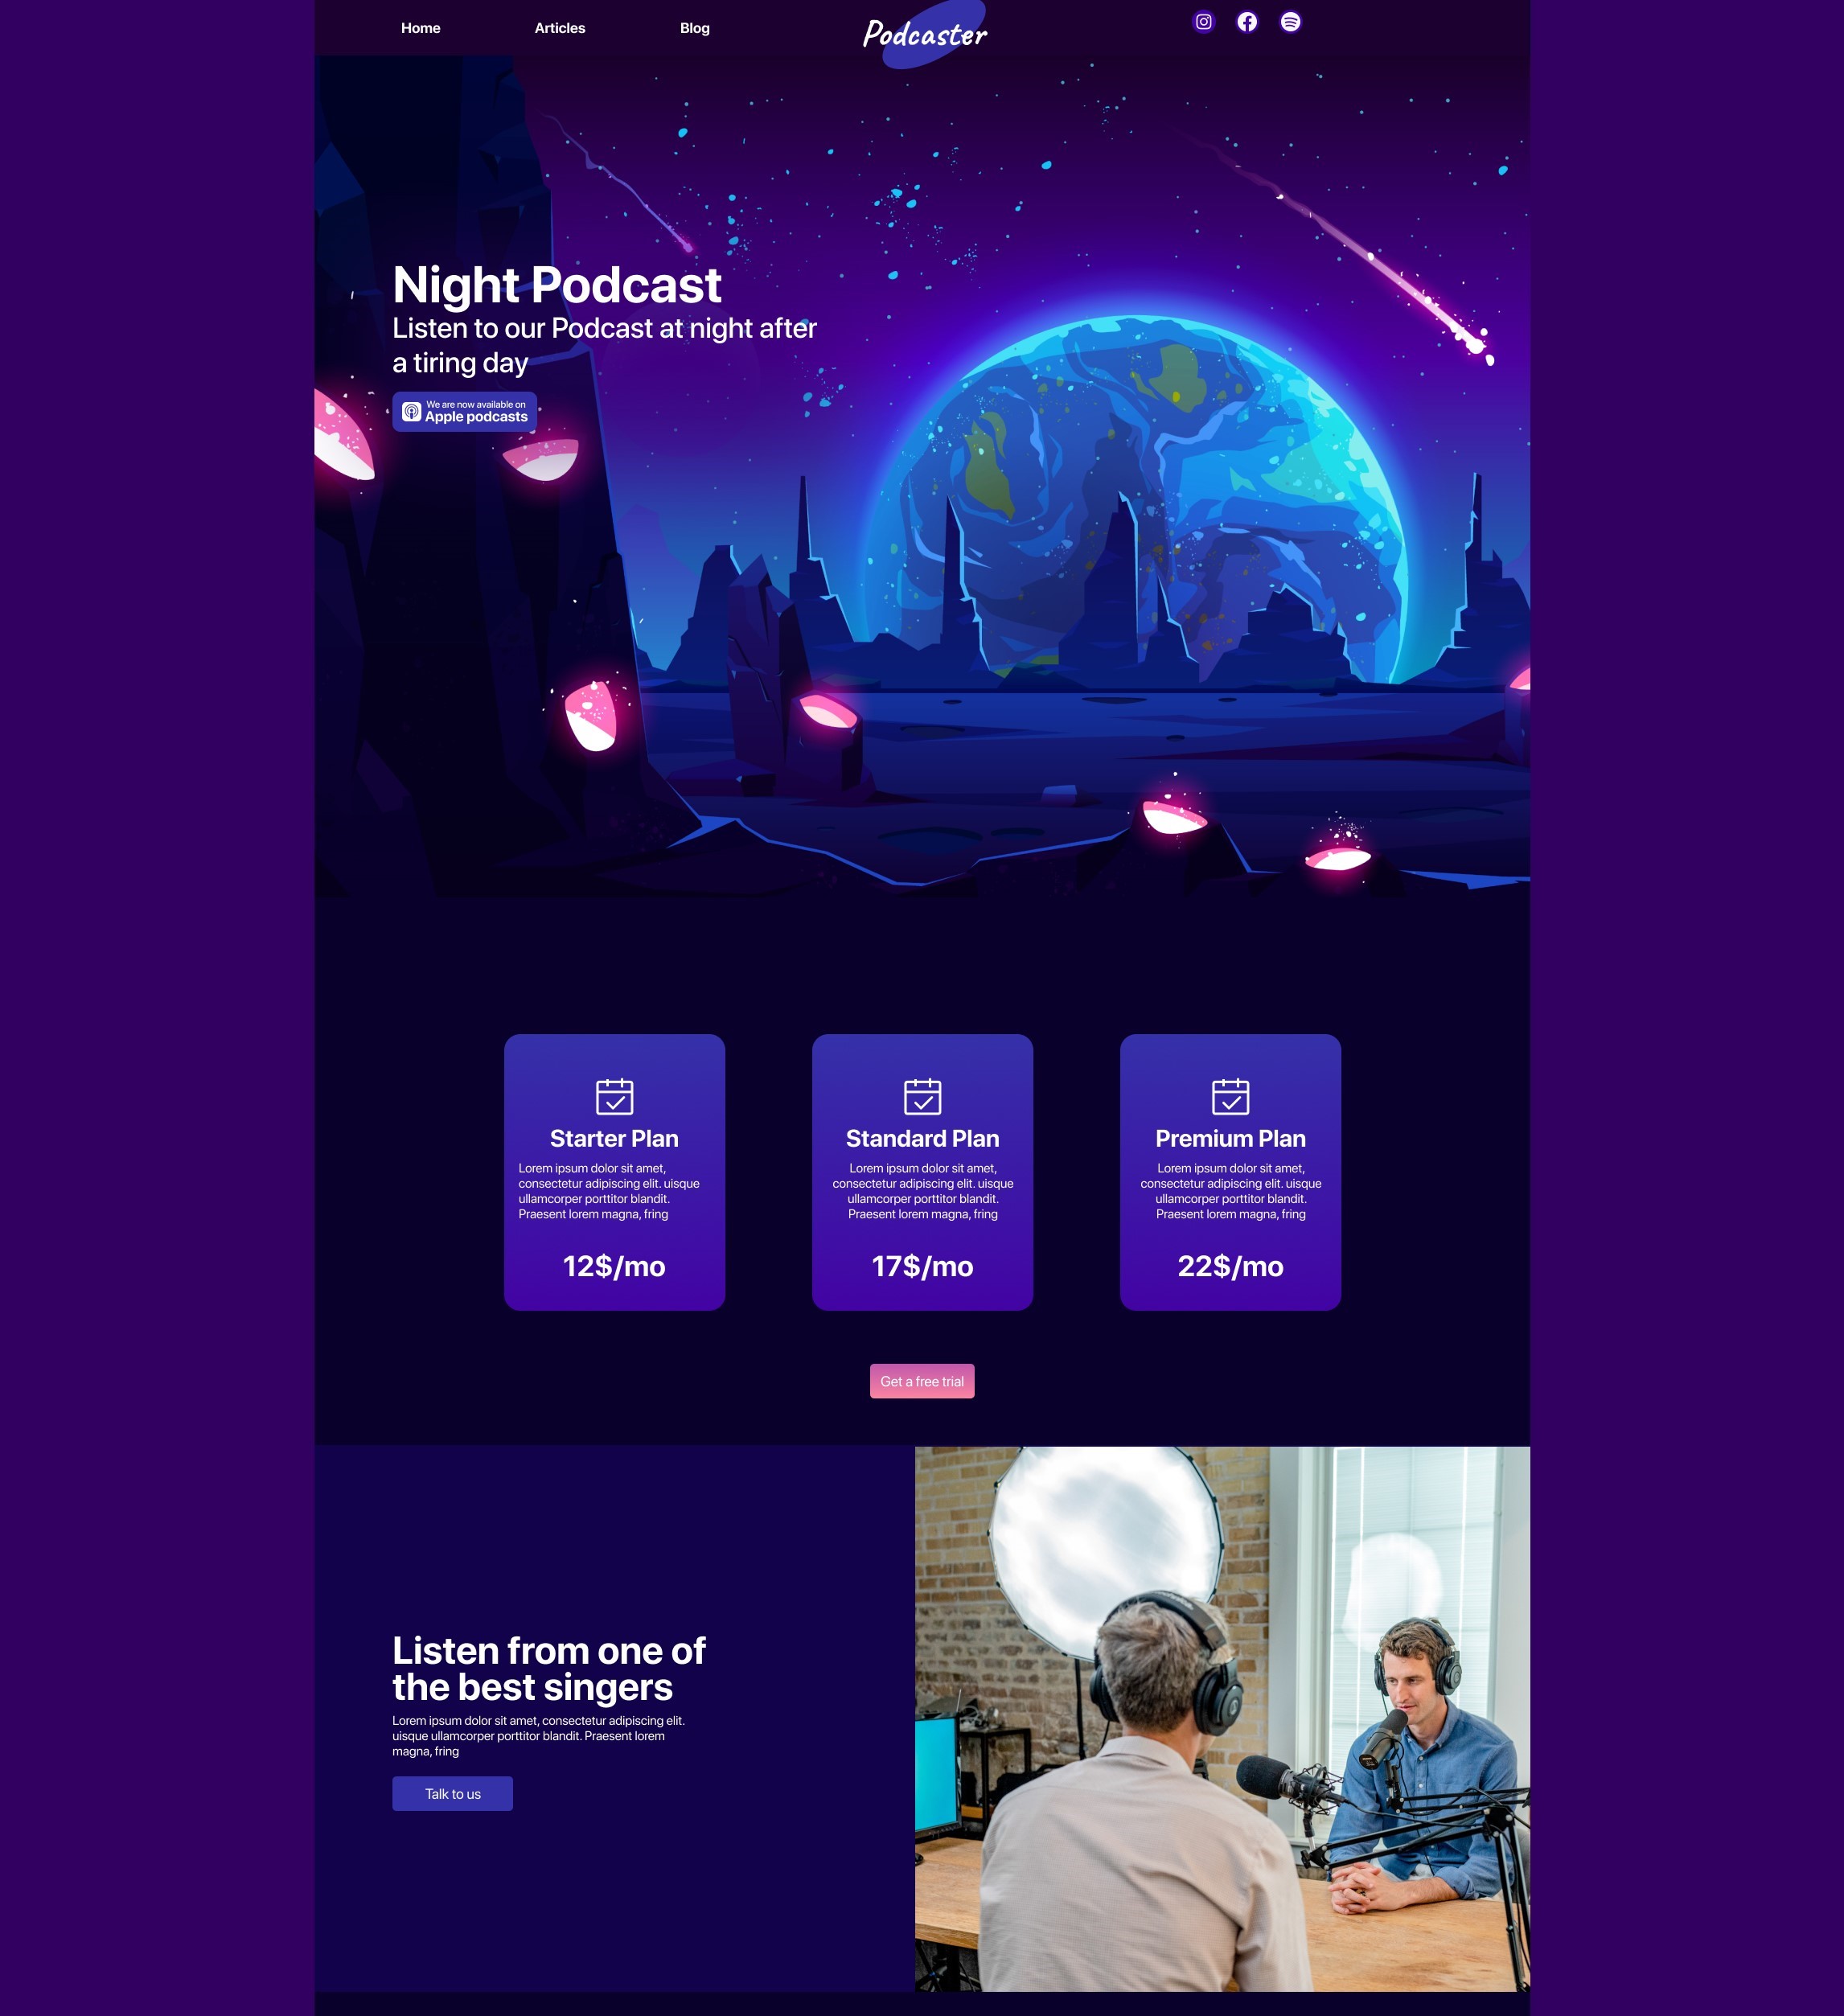 Home
Articles
Blog
Podcaster
Night Podcast
Listen to our Podcast at night after
a tiring day
We are now available on
Apple podcasts
Starter Plan
Lorem ipsum dolor sit amet,
consectetur adipiscing elit. uisque
ullamcorper porttitor blandit.
Praesent lorem magna, fring
12$/mo
Standard Plan
Lorem ipsum dolor sit amet,
consectetur adipiscing elit. uisque
ullamcorper porttitor blandit.
Praesent lorem magna, fring
17$/mo
Premium Plan
Lorem ipsum dolor sit amet,
consectetur adipiscing elit. uisque
ullamcorper porttitor blandit.
Praesent lorem magna, fring
22$/mo
Get a free trial
Listen from one of
the best singers
Lorem ipsum dolor sit amet, consectetur adipiscing elit.
uisque ullamcorper porttitor blandit. Praesent lorem
magna, fring
Talk to us